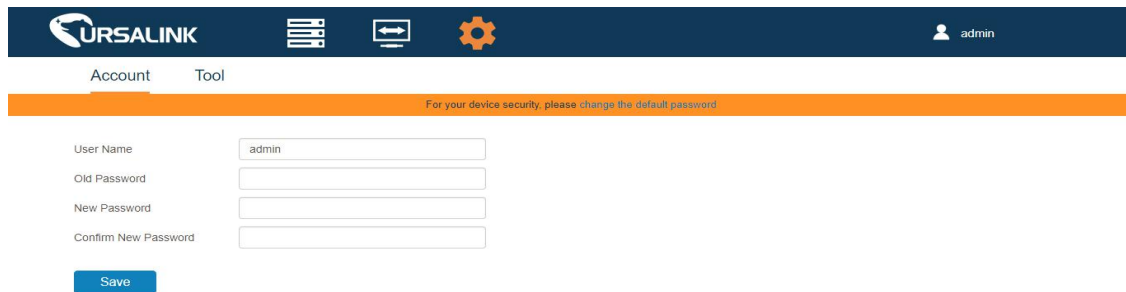 URSALINK
admin
Account Tool
For your device security, please change the default password
User Name admin
Old Password
New Password
Confirm New Password
Save